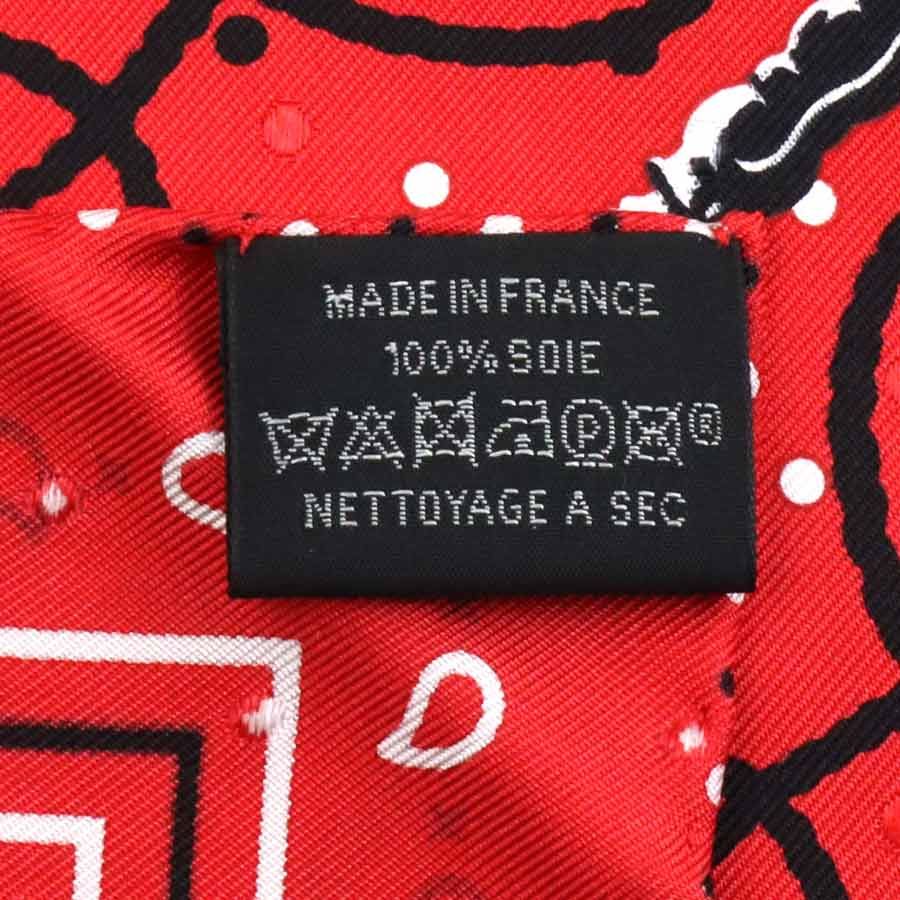 MADE IN FRANCE
100% SOIE
P ®
NETTOYAGE A SEC